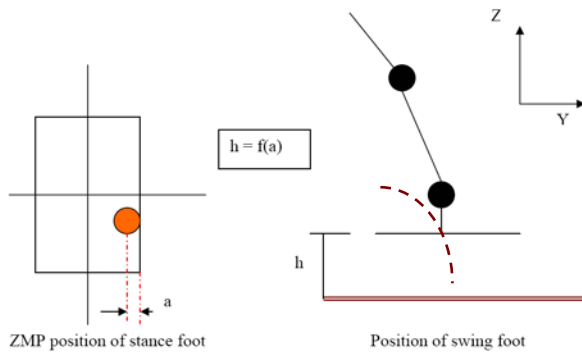 Z
Y
h = f(a)
h
a
ZMP position of stance foot
Position of swing foot